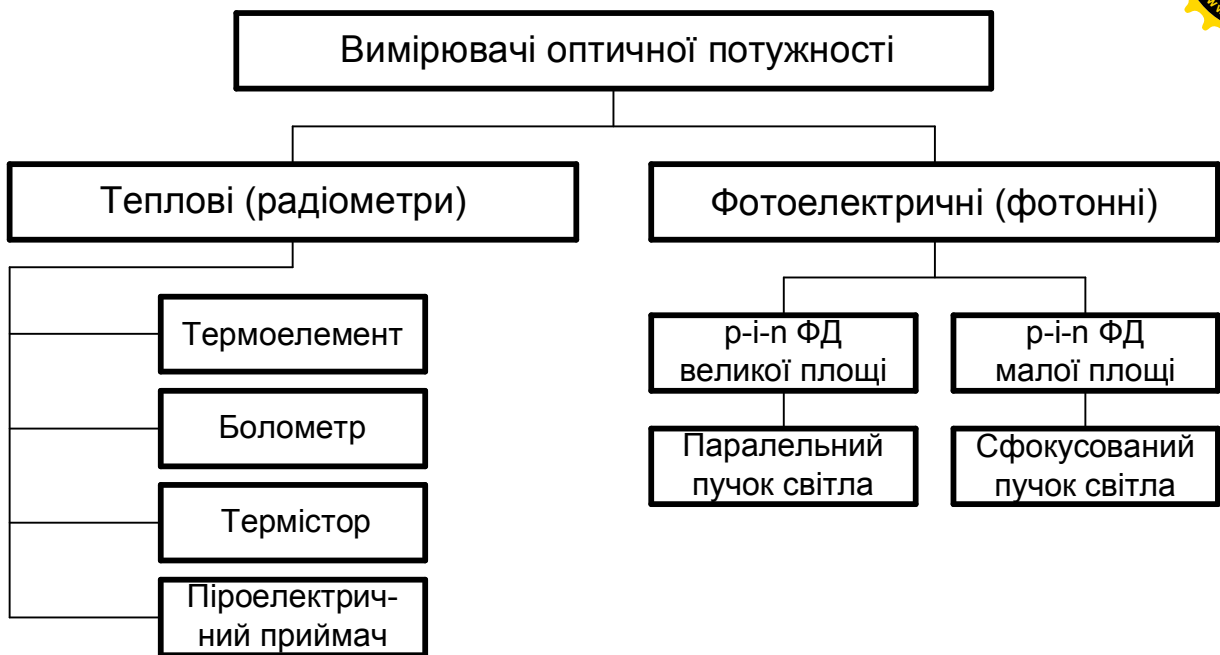 Вимірювачі оптичної потужності
Теплові (радіометри)
Фотоелектричні (фотонні)
Термоелемент
Болометр
Термістор
Піроелектрич-
ний приймач
p-i-n ФД
великої площі
p-i-n ФД
малої площі
Паралельний
пучок світла
Сфокусований
пучок світла